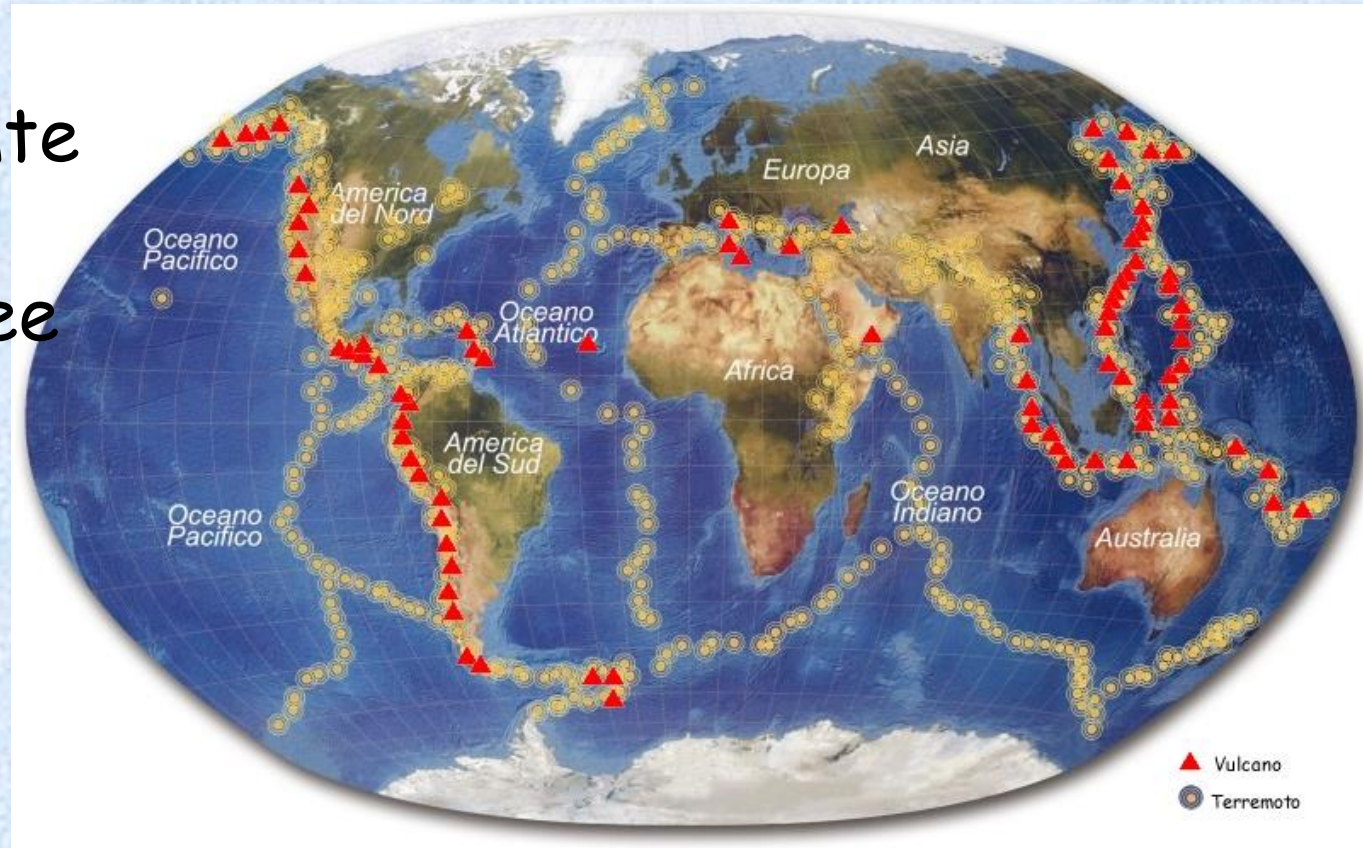 nte
ee
Asia
Europa
America
del Nord
Oceano
Pacifico
Oceano
Atlantico
Africa
America
del Sud
Oceano
Indiano
Oceano
Pacifico
Australia
Vulcano
Terremoto